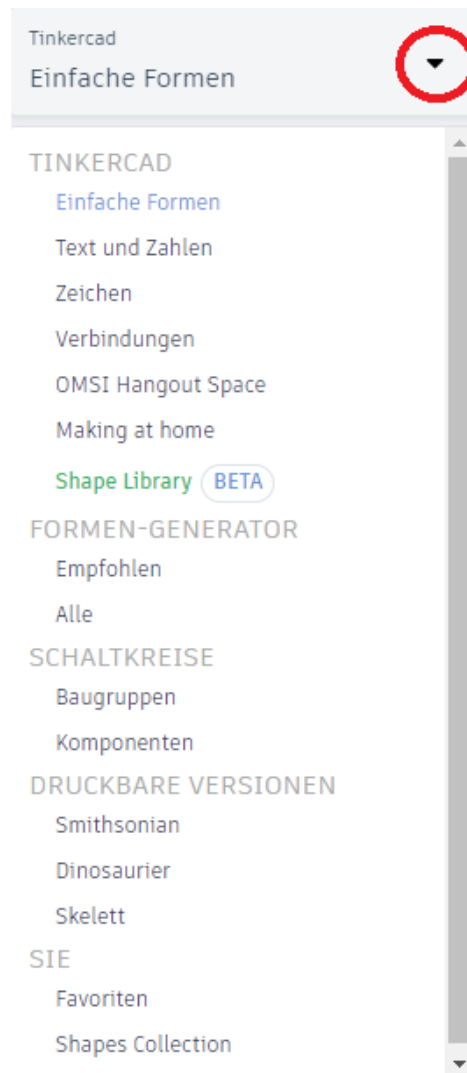 Tinkercad
Einfache Formen
TINKERCAD
Einfache Formen
Text und Zahlen
Zeichen
Verbindungen
OMSI Hangout Space
Making at home
Shape Library BETA
FORMEN-GENERATOR
Empfohlen
Alle
SCHALTKREISE
Baugruppen
Komponenten
DRUCKBARE VERSIONEN
Smithsonian
Dinosaurier
Skelett
SIE
Favoriten
Shapes Collection